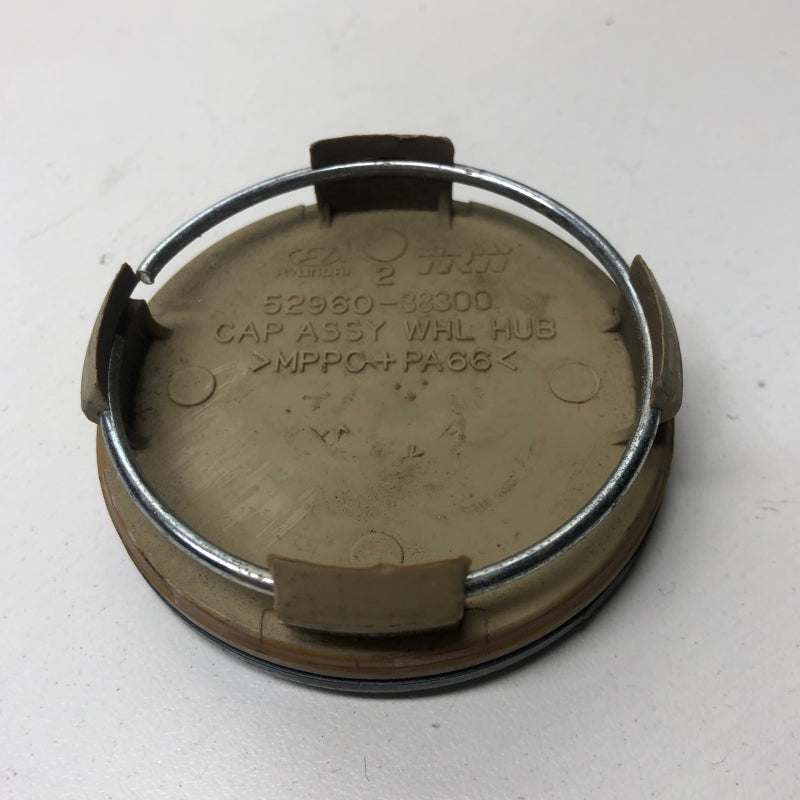 HYUNDAI 2 TRW
52960-38300
CAP ASSY WHL HUB
>MPPO+PA66<